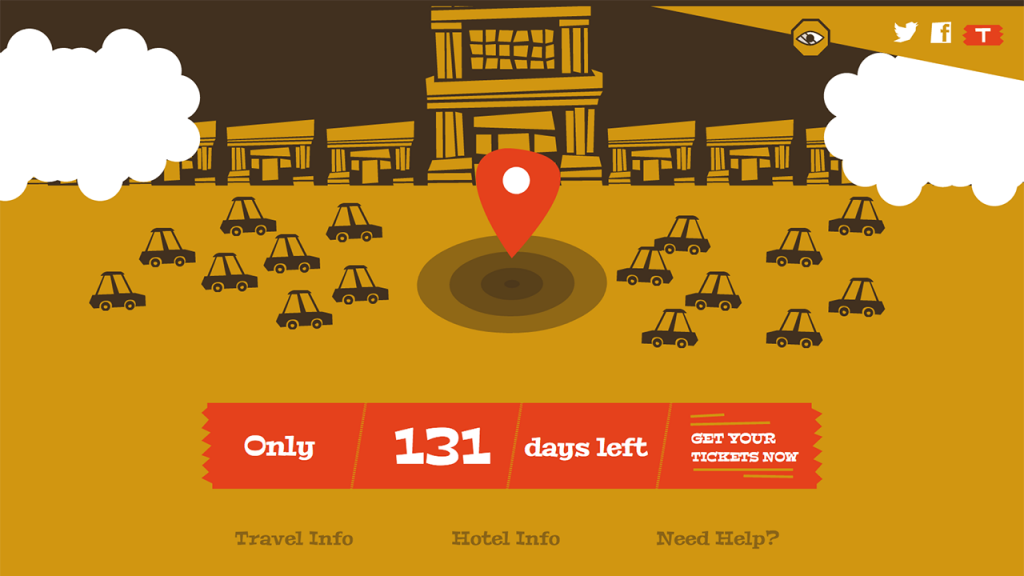 T
Only
131
days left
GET YOUR
TICKETS NOW
Travel Info
Hotel Info
Need Help?